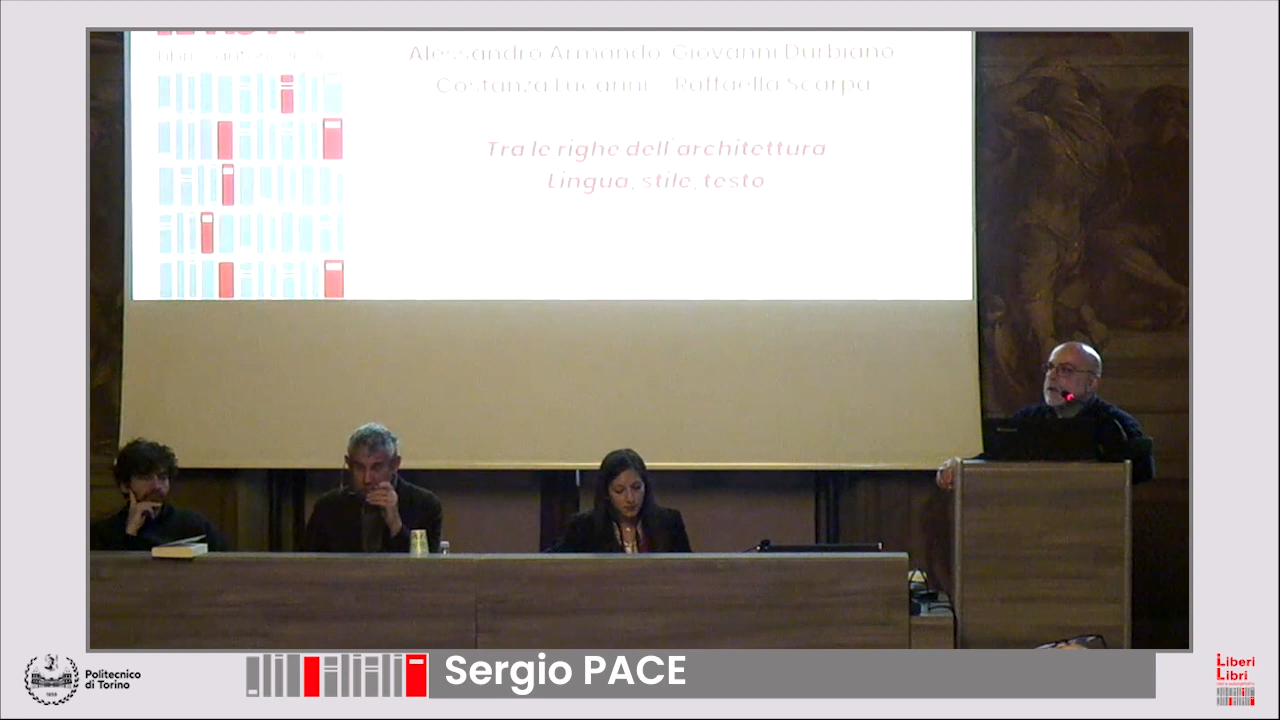 Alessandro Armando Giovanni Durbiano
Costanza Lucarini Raffaella Scarpa
Tra le righe dell'architettura
Lingua, stile, testo
Politecnico
di Torino
Sergio PACE
Liberi
Libri